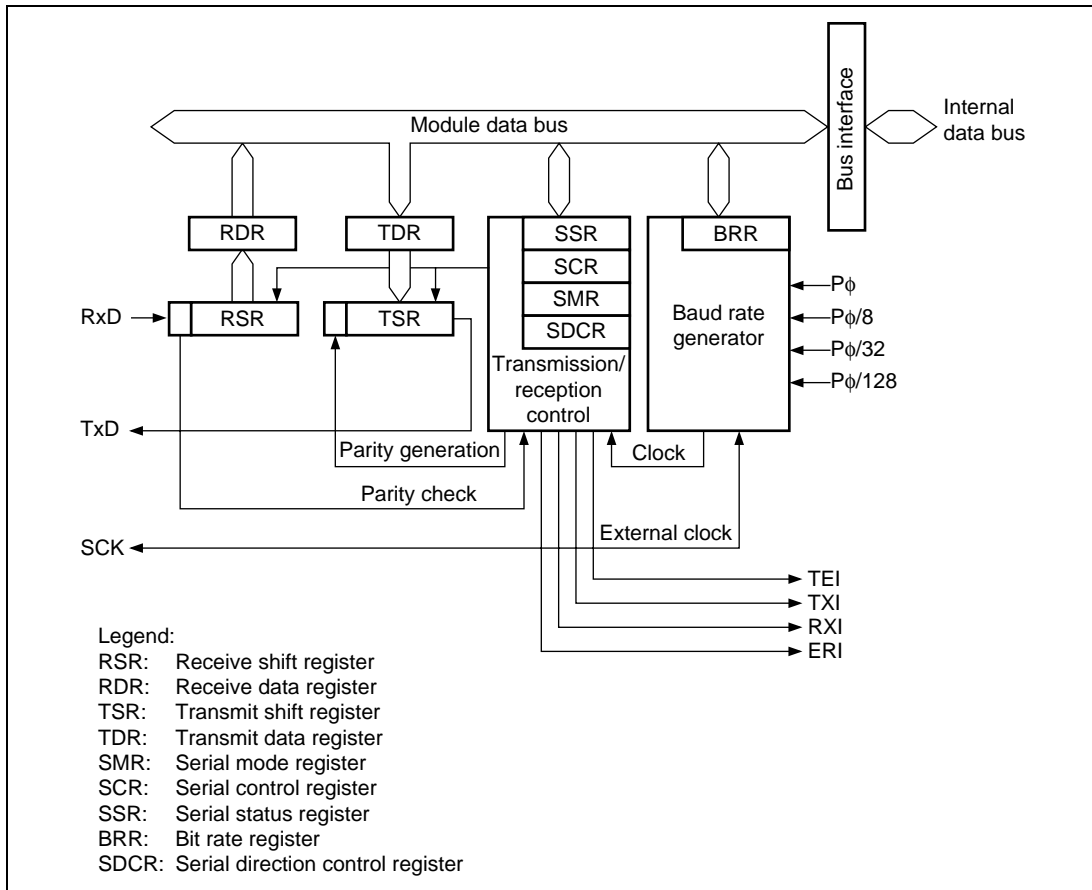 Module data bus
Bus interface
Internal
data bus
RDR
TDR
SSR
BRR
SCR
SMR
SDCR
RxD
RSR
TSR
Baud rate
generator
Pϕ
Pϕ/8
Pϕ/32
Pϕ/128
Transmission/
reception
control
TxD
Parity generation
Clock
Parity check
SCK
External clock
TEI
TXI
RXI
ERI
Legend:
RSR: Receive shift register
RDR: Receive data register
TSR: Transmit shift register
TDR: Transmit data register
SMR: Serial mode register
SCR: Serial control register
SSR: Serial status register
BRR: Bit rate register
SDCR: Serial direction control register